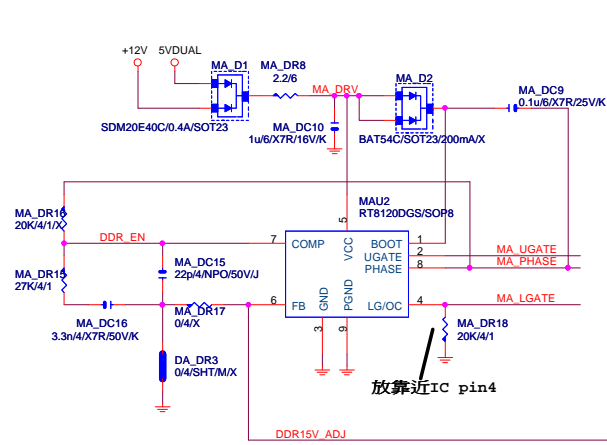 +12V
5VDUAL
MA_D1
MA_DR8
2.2/6
MA_DRV
MA_D2
MA_DC9
0.1u/6/X7R/25V/K
SDM20E40C/0.4A/SOT23
MA_DC10
1u/6/X7R/16V/K
BAT54C/SOT23/200mA/X
MA_DR16
20K/4/1/X
DDR_EN
MAU2
RT8120DGS/SOP8
5
7
COMP
VCC
BOOT
1
UGATE
2
MA_UGATE
PHASE
8
MA_PHASE
MA_DC15
22p/4/NPO/50V/J
MA_DR15
27K/4/1
MA_DC16
3.3n/4/X7R/50V/K
MA_DR17
0/4/X
6
FB
GND
PGND
LG/OC
4
MA_LGATE
3
9
MA_DR18
20K/4/1
DA_DR3
0/4/SHT/M/X
放靠近IC pin4
DDR15V_ADJ